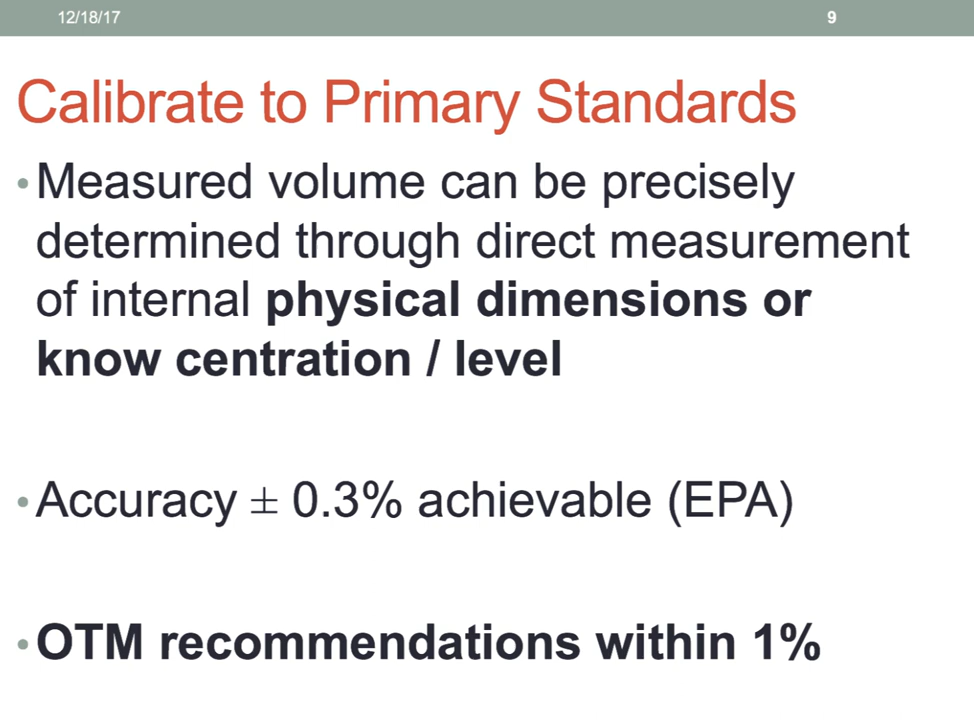 12/18/17 9
Calibrate to Primary Standards
•Measured volume can be precisely
determined through direct measurement
of internal physical dimensions or
know centration / level
•Accuracy ± 0.3% achievable (EPA)
•OTM recommendations within 1%